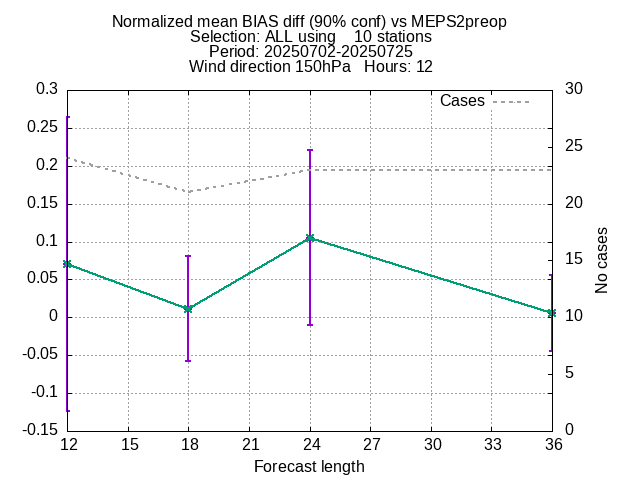 Normalized mean BIAS diff (90% conf) vs MEPS2preop
Selection: ALL using    10 stations
Period: 20250702-20250725
Wind direction 150hPa   Hours: 12
Cases
0.3
0.25
0.2
0.15
0.1
0.05
0
-0.05
-0.1
-0.15
30
25
20
15
10
5
0
No cases
12 15 18 21 24 27 30 33 36
Forecast length